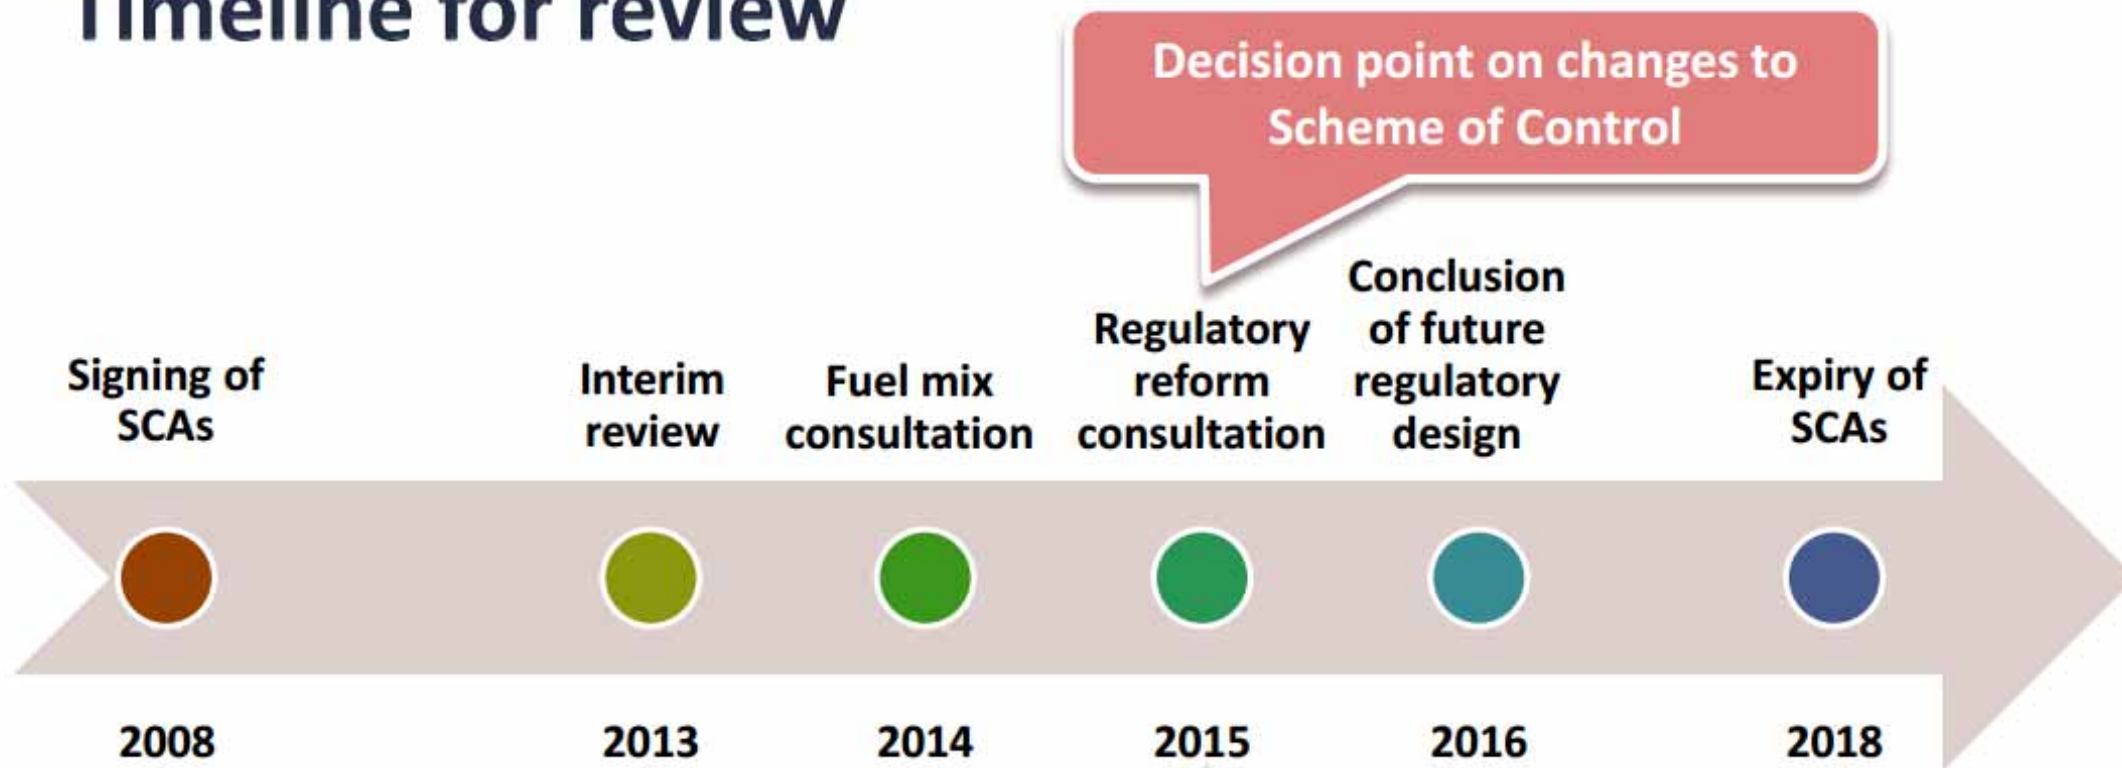 Timeline for review
Decision point on changes to
Scheme of Control
Signing of
SCAs
Interim
review
Fuel mix
consultation
Regulatory
reform
consultation
Conclusion
of future
regulatory
design
Expiry of
SCAs
2008
2013
2014
2015
2016
2018